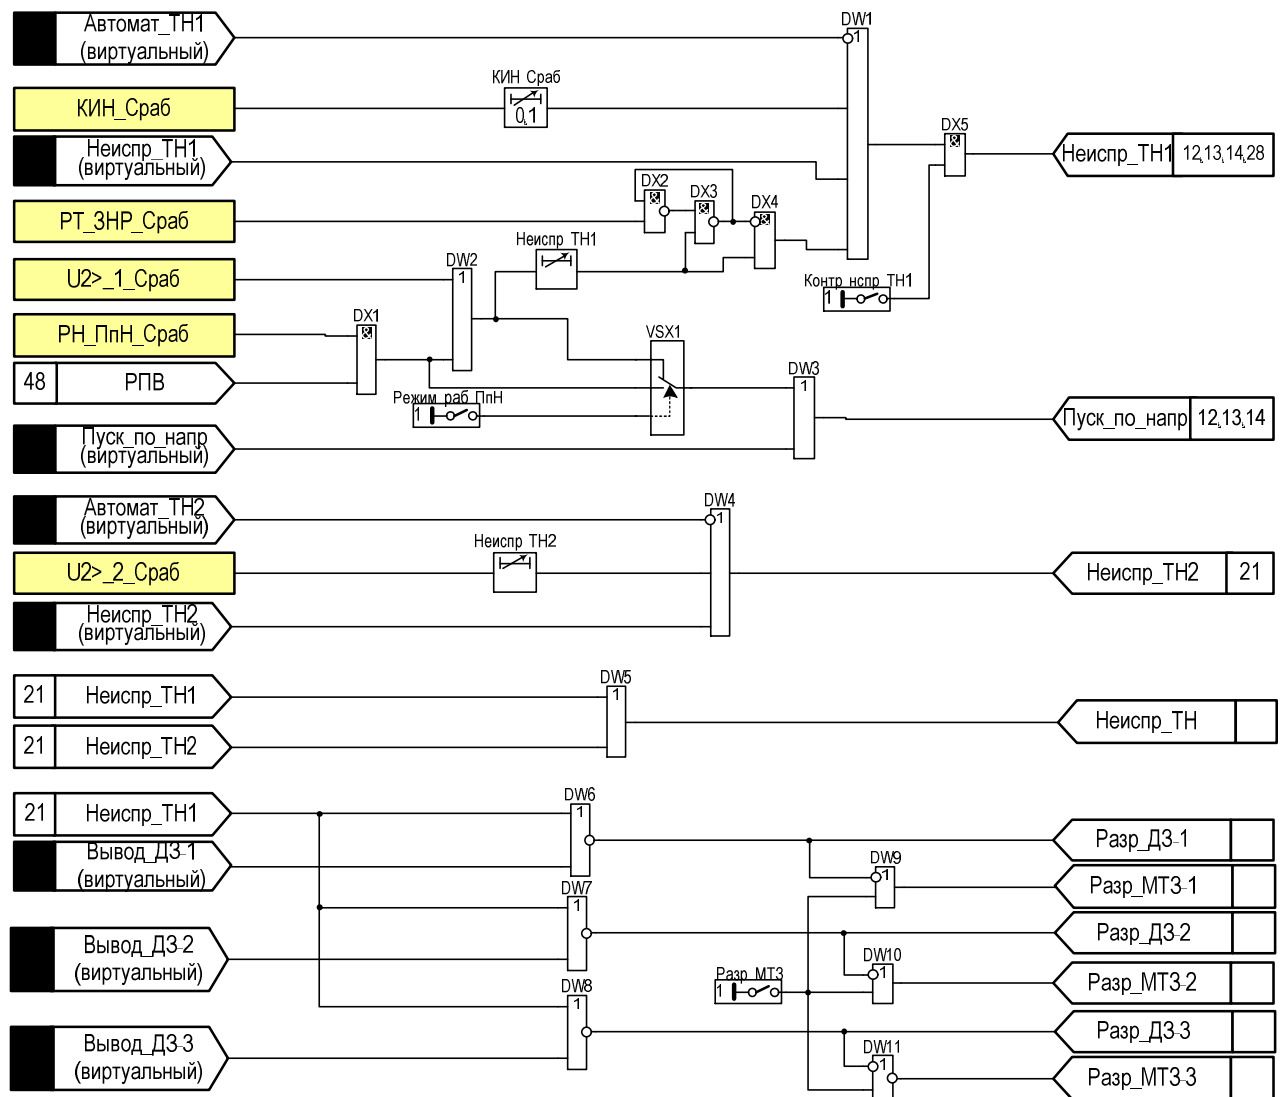 Автомат_ТН1
(виртуальный)
DW1
1
КИН_Сраб
КИН Сраб
0,1
Неиспр_ТН1
(виртуальный)
DX5
&
Неиспр_ТН1 12,13,14,28
РТ_ЗНР_Сраб
DX2
&
DX3
&
DX4
&
Неиспр ТН1
U2>_1_Сраб
DW2
1
Контр нспр ТН1
1
РН_ПпН_Сраб
DX1
&
VSX1
48 РПВ
Режим раб ПпН
1
DW3
1
Пуск_по_напр 12,13,14
Пуск_по_напр
(виртуальный)
Автомат_ТН2
(виртуальный)
DW4
1
U2>_2_Сраб
Неиспр ТН2
Неиспр_ТН2 21
Неиспр_ТН2
(виртуальный)
21 Неиспр_ТН1
DW5
1
Неиспр_ТН
21 Неиспр_ТН2
21 Неиспр_ТН1
DW6
1
Разр_ДЗ-1
Вывод_ДЗ-1
(виртуальный)
DW9
1
Разр_МТЗ-1
DW7
1
Разр_ДЗ-2
Вывод_ДЗ-2
(виртуальный)
DW10
1
Разр_МТЗ-2
Разр МТЗ
1
DW8
1
Разр_ДЗ-3
Вывод_ДЗ-3
(виртуальный)
DW11
1
Разр_МТЗ-3